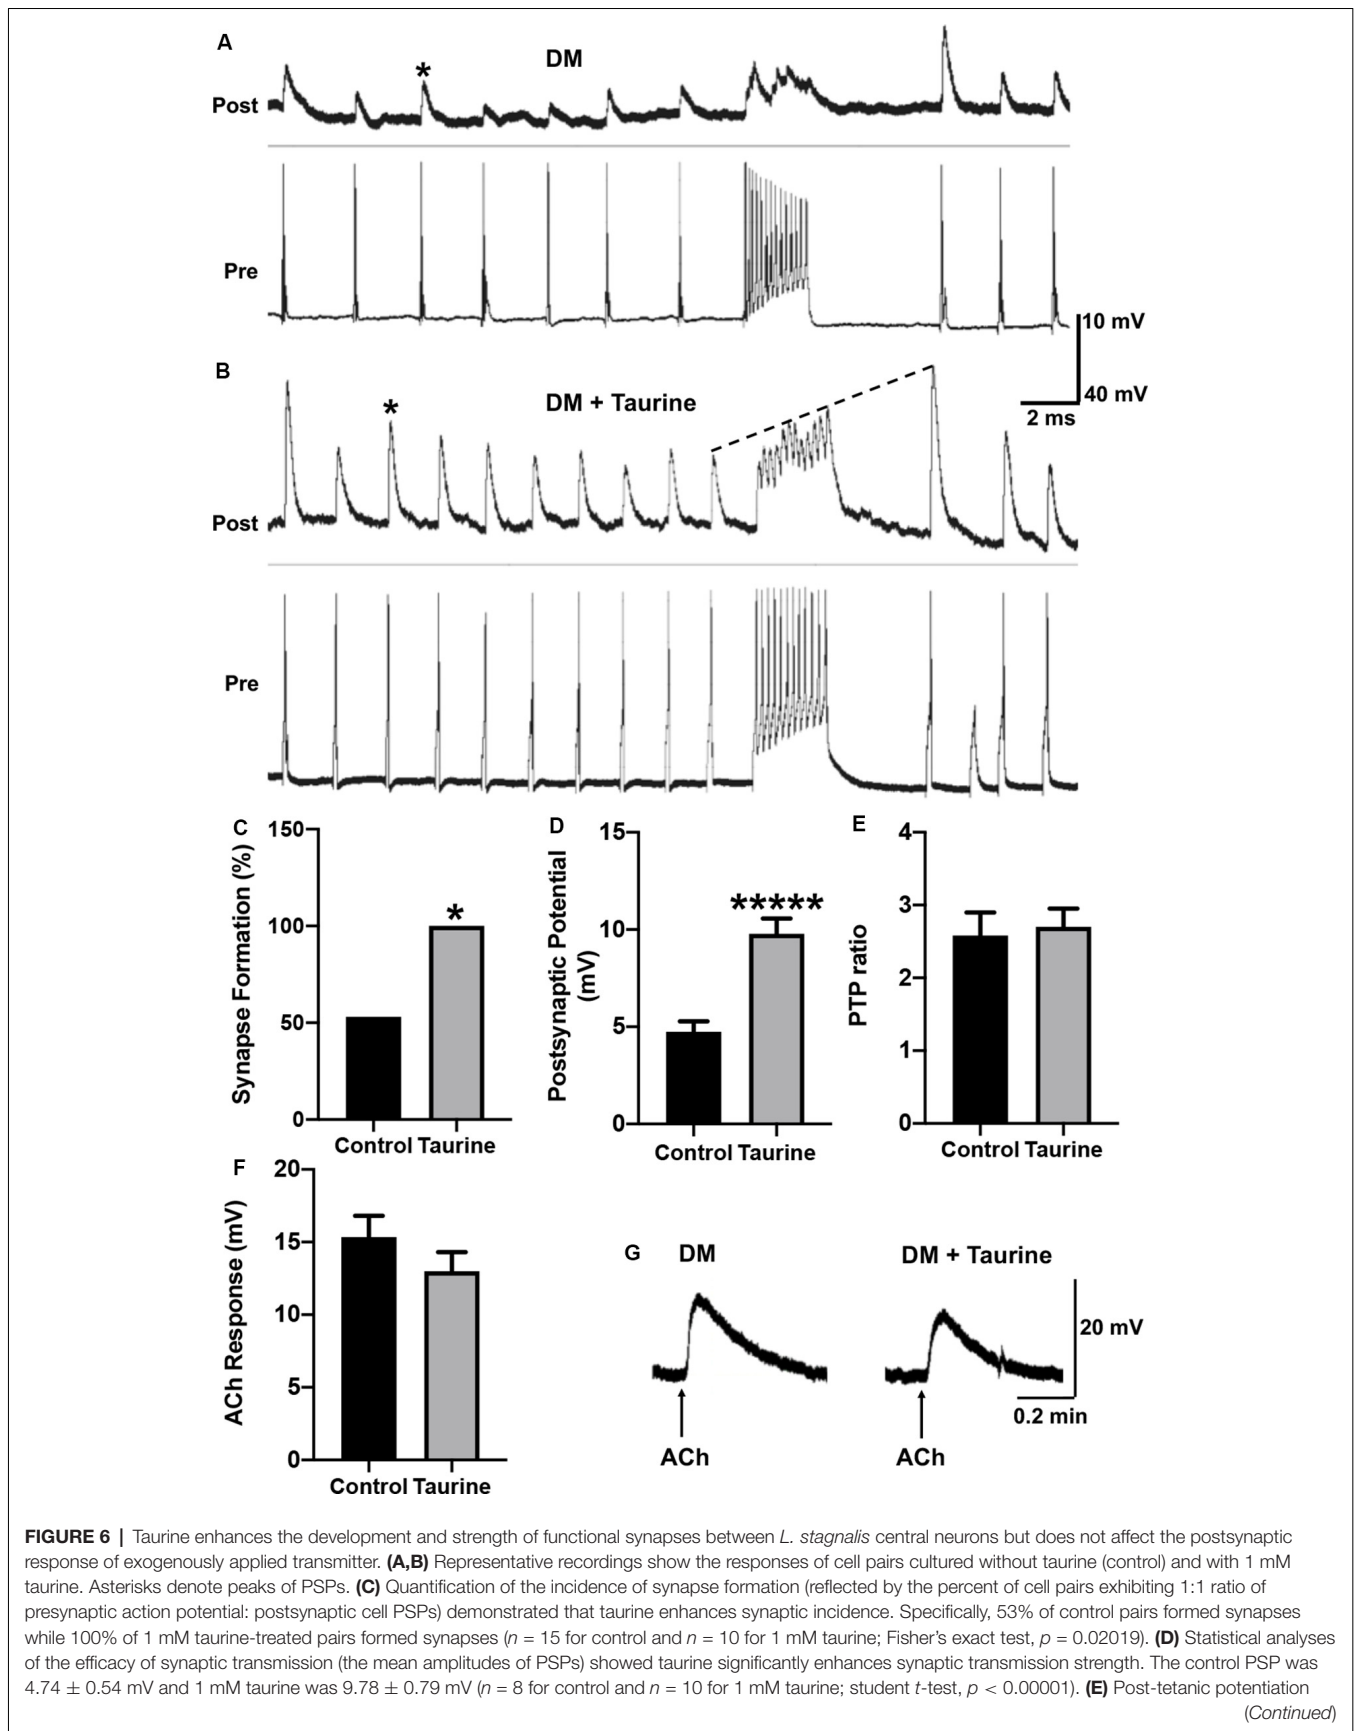 A
DM
*
Post
Pre
10 mV
40 mV
2 ms
B
DM + Taurine
*
Post
Pre
C
Synapse Formation (%)
150
100
50
0
*
Control Taurine
D
Postsynaptic Potential
(mV)
15
10
5
0
*****
Control Taurine
E
PTP ratio
4
3
2
1
0
Control Taurine
F
ACh Response (mV)
20
15
10
5
0
Control Taurine
G
DM
DM + Taurine
20 mV
0.2 min
ACh
ACh
FIGURE 6 | Taurine enhances the development and strength of functional synapses between L. stagnalis central neurons but does not affect the postsynaptic
response of exogenously applied transmitter. (A,B) Representative recordings show the responses of cell pairs cultured without taurine (control) and with 1 mM
taurine. Asterisks denote peaks of PSPs. (C) Quantification of the incidence of synapse formation (reflected by the percent of cell pairs exhibiting 1:1 ratio of
presynaptic action potential: postsynaptic cell PSPs) demonstrated that taurine enhances synaptic incidence. Specifically, 53% of control pairs formed synapses
while 100% of 1 mM taurine-treated pairs formed synapses (n = 15 for control and n = 10 for 1 mM taurine; Fisher’s exact test, p = 0.02019). (D) Statistical analyses
of the efficacy of synaptic transmission (the mean amplitudes of PSPs) showed taurine significantly enhances synaptic transmission strength. The control PSP was
4.74 ± 0.54 mV and 1 mM taurine was 9.78 ± 0.79 mV (n = 8 for control and n = 10 for 1 mM taurine; student t-test, p < 0.00001). (E) Post-tetanic potentiation
(Continued)